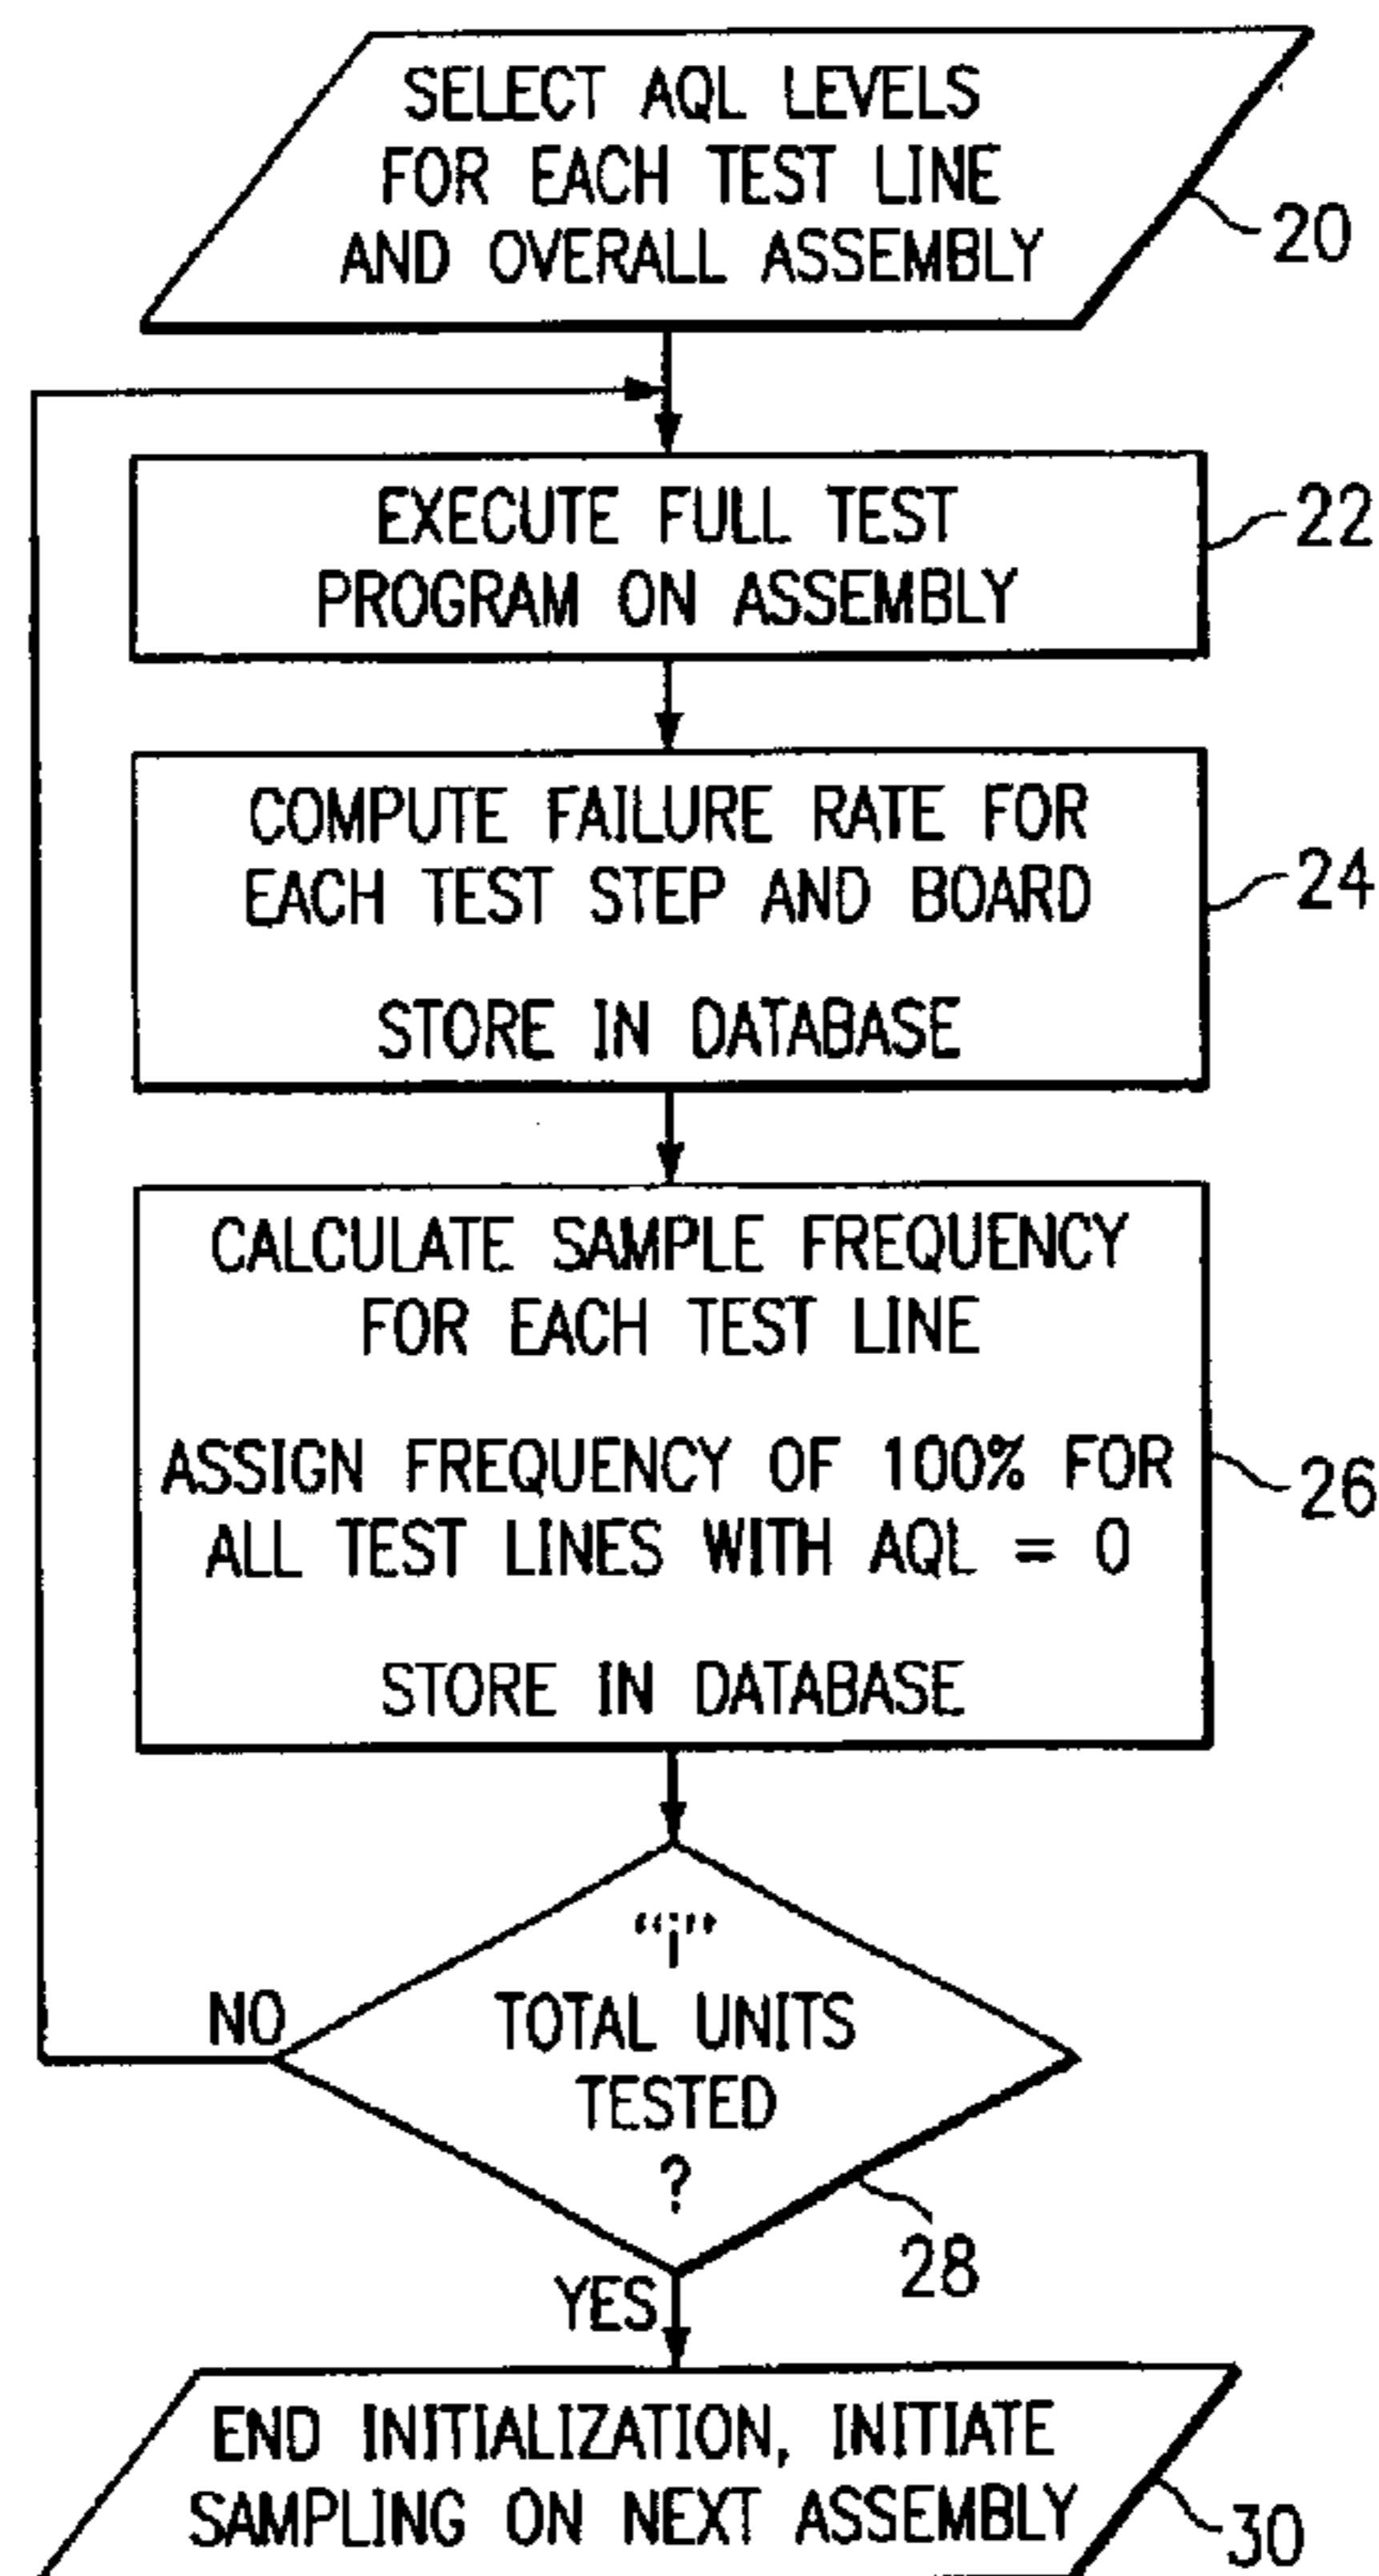 SELECT AQL LEVELS
FOR EACH TEST LINE
AND OVERALL ASSEMBLY
20
EXECUTE FULL TEST
PROGRAM ON ASSEMBLY
22
COMPUTE FAILURE RATE FOR
EACH TEST STEP AND BOARD
STORE IN DATABASE
24
CALCULATE SAMPLE FREQUENCY
FOR EACH TEST LINE
ASSIGN FREQUENCY OF 100% FOR
ALL TEST LINES WITH AQL = 0
STORE IN DATABASE
26
"i"
TOTAL UNITS
TESTED
?
NO
28
YES
END INITIALIZATION, INITIATE
SAMPLING ON NEXT ASSEMBLY
30